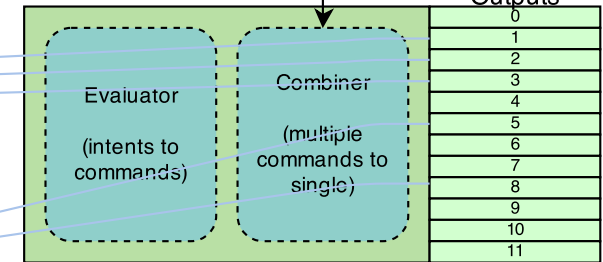 Outputs
Evaluator
(intents to
commands)
Combiner
(multiple
commands to
single)
0
1
2
3
4
5
6
7
8
9
10
11